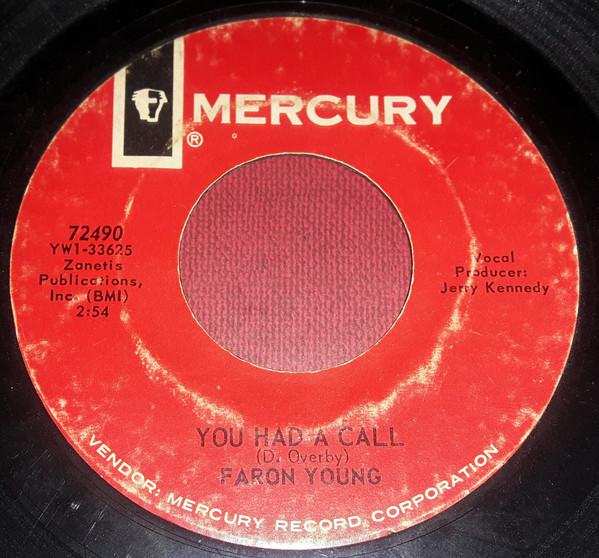 MERCURY
®
72490
YW1-33625
Zanetis
Publications,
Inc. (BMI)
2:54
Vocal
Producer:
Jerry Kennedy
YOU HAD A CALL
(D. Overby)
FARON YOUNG
VENDOR: MERCURY RECORD CORPORATION